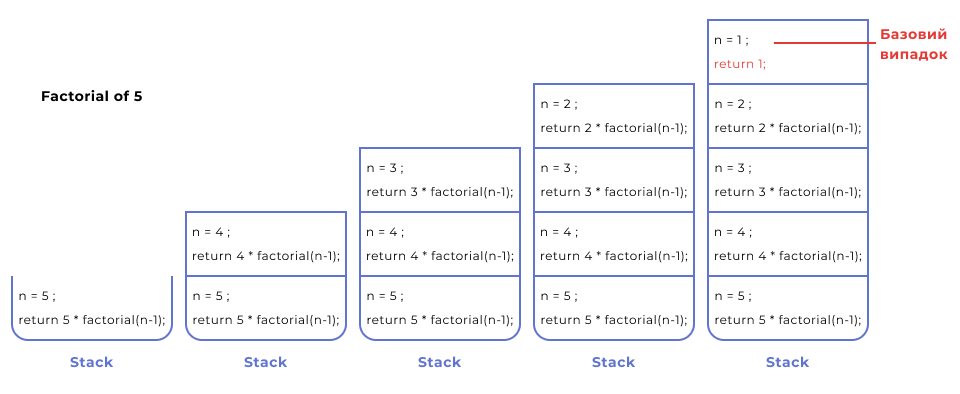 Factorial of 5
n = 5 ;
return 5 * factorial(n-1);
Stack
n = 4 ;
return 4 * factorial(n-1);
n = 5 ;
return 5 * factorial(n-1);
Stack
n = 3 ;
return 3 * factorial(n-1);
n = 4 ;
return 4 * factorial(n-1);
n = 5 ;
return 5 * factorial(n-1);
Stack
n = 2 ;
return 2 * factorial(n-1);
n = 3 ;
return 3 * factorial(n-1);
n = 4 ;
return 4 * factorial(n-1);
n = 5 ;
return 5 * factorial(n-1);
Stack
n = 1 ;
return 1;
n = 2 ;
return 2 * factorial(n-1);
n = 3 ;
return 3 * factorial(n-1);
n = 4 ;
return 4 * factorial(n-1);
n = 5 ;
return 5 * factorial(n-1);
Stack
Базовий
випадок